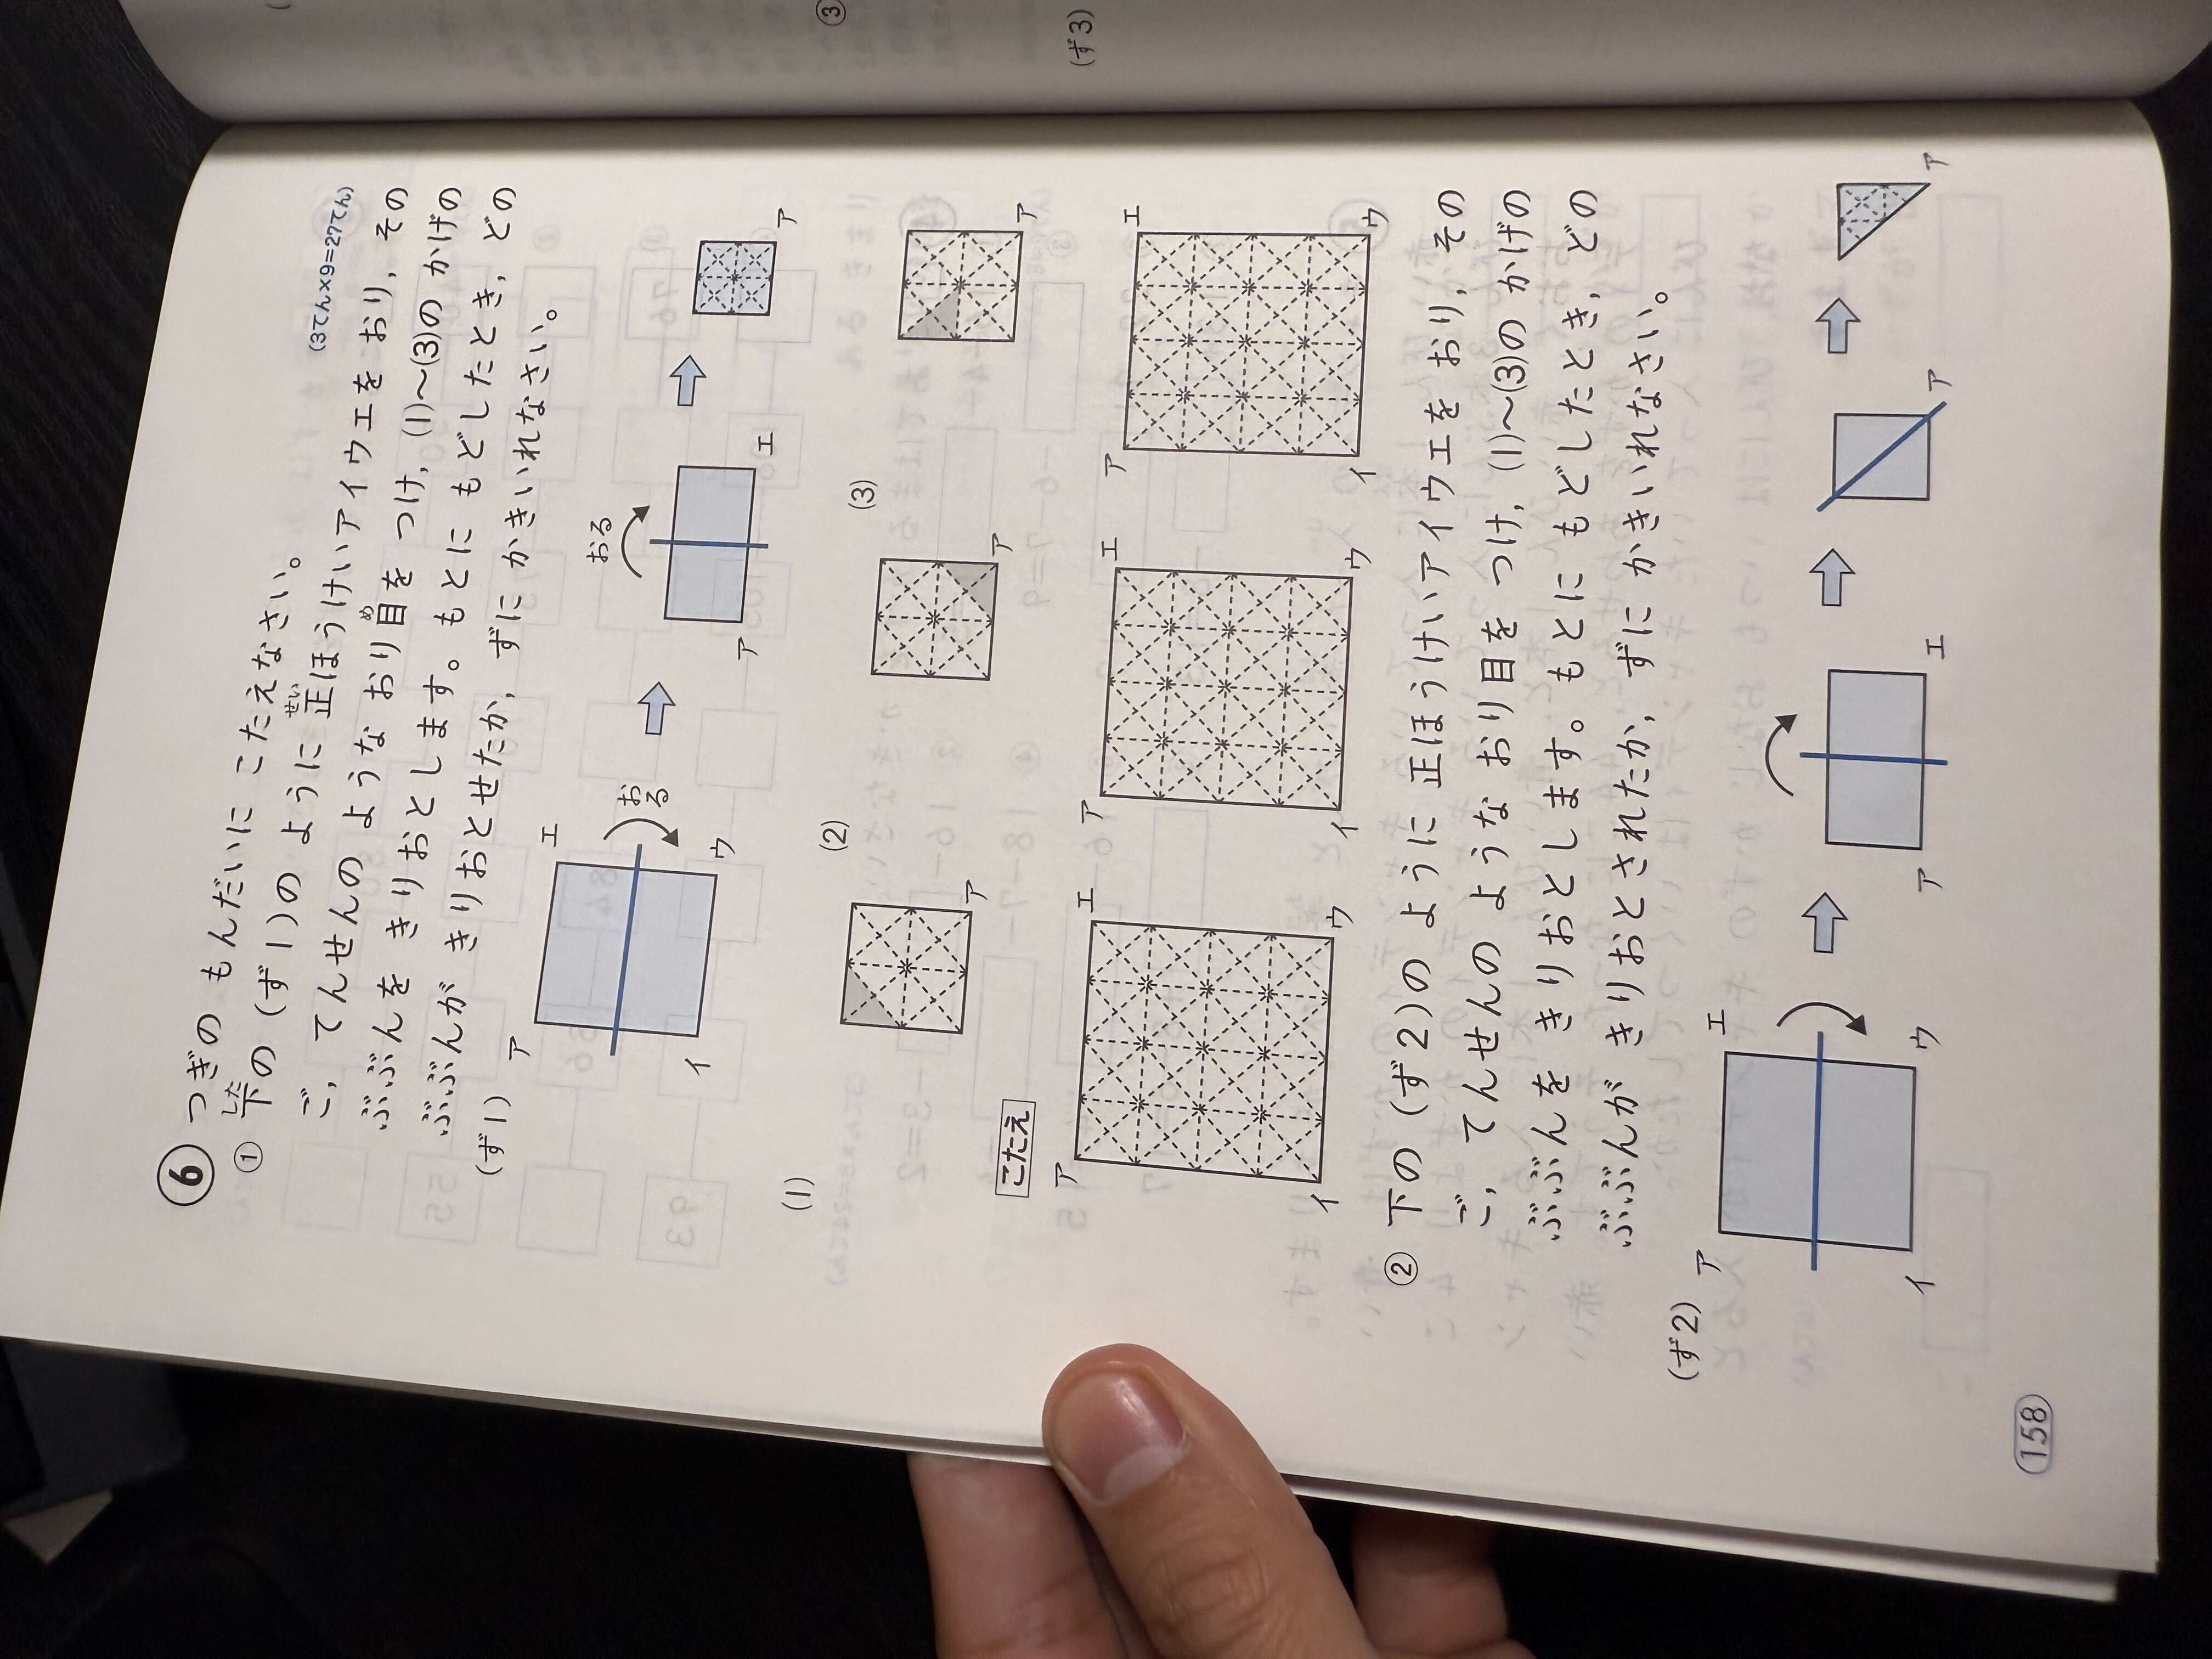 ⑥ つぎの もんだいに こたえなさい。
(3てん×9=27てん)
① 下の (ず1)の ように 正ほうけいアイウエを おり, その
した
せい
ご, てんせんの ような おり目を つけ, (1)〜(3)の かげの
め
ぶぶんを きりおとします。もとに もどしたとき, どの
ぶぶんが きりおとせたか, ずに かきいれなさい。
(ず1)
ア
エ
イ
ウ
おる
おる
ア
エ
ア
(1)
ア
(2)
ア
(3)
ア
こたえ
ア
エ
イ
ウ
ア
エ
イ
ウ
ア
エ
イ
ウ
② 下の (ず2)の ように 正ほうけいアイウエを おり, その
ご, てんせんの ような おり目を つけ, (1)〜(3)の かげの
ぶぶんを きりおとします。もとに もどしたとき, どの
ぶぶんが きりおとされたか, ずに かきいれなさい。
(ず2)
ア
エ
イ
ウ
ア
エ
ア
ア
158
③
(ず3)